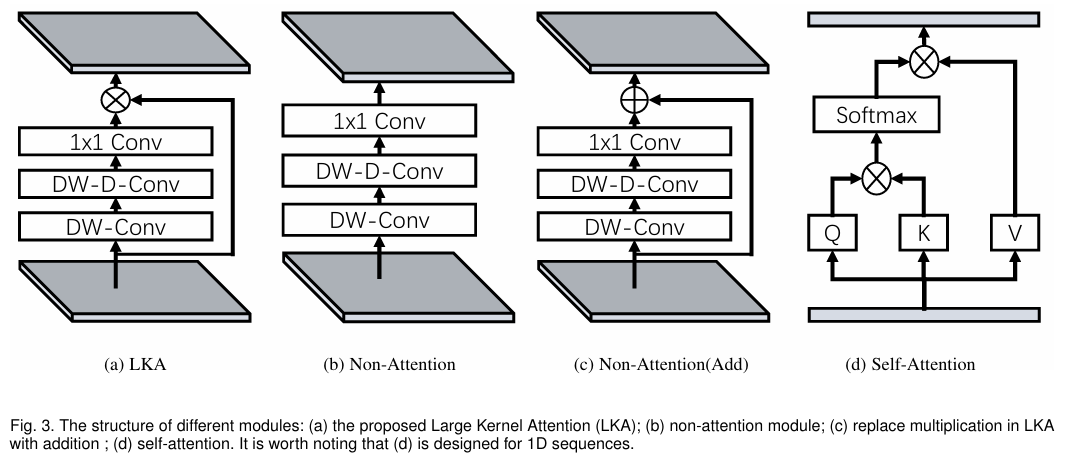 1x1 Conv
DW-D-Conv
DW-Conv
(a) LKA
1x1 Conv
DW-D-Conv
DW-Conv
(b) Non-Attention
1x1 Conv
DW-D-Conv
DW-Conv
(c) Non-Attention(Add)
Softmax
Q K V
(d) Self-Attention
Fig. 3. The structure of different modules: (a) the proposed Large Kernel Attention (LKA); (b) non-attention module; (c) replace multiplication in LKA
with addition ; (d) self-attention. It is worth noting that (d) is designed for 1D sequences.